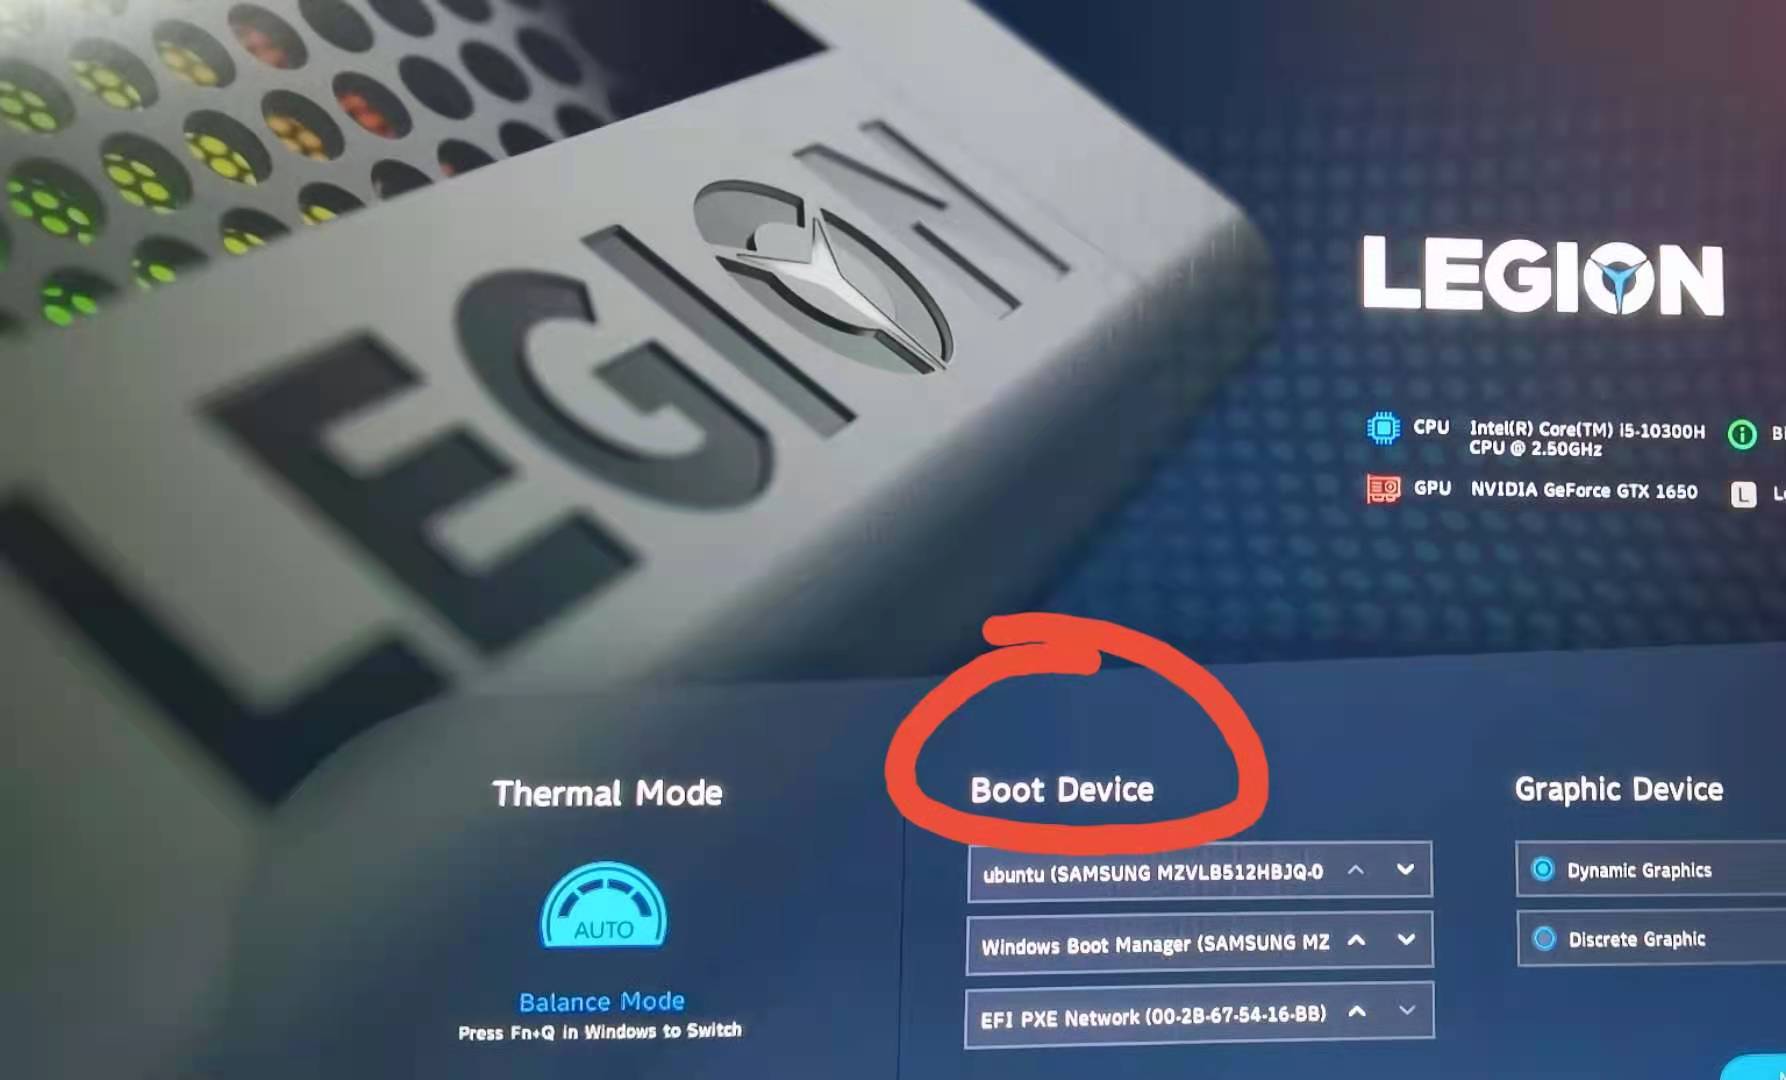 LEGION
LEGION
CPU Intel(R) Core(TM) i5-10300H
CPU @ 2.50GHz
GPU NVIDIA GeForce GTX 1650
L
Thermal Mode
AUTO
Balance Mode
Press Fn+Q in Windows to Switch
Boot Device
ubuntu (SAMSUNG MZVLB512HBJQ-0
Windows Boot Manager (SAMSUNG MZ
EFI PXE Network (00-2B-67-54-16-BB)
Graphic Device
Dynamic Graphics
Discrete Graphic